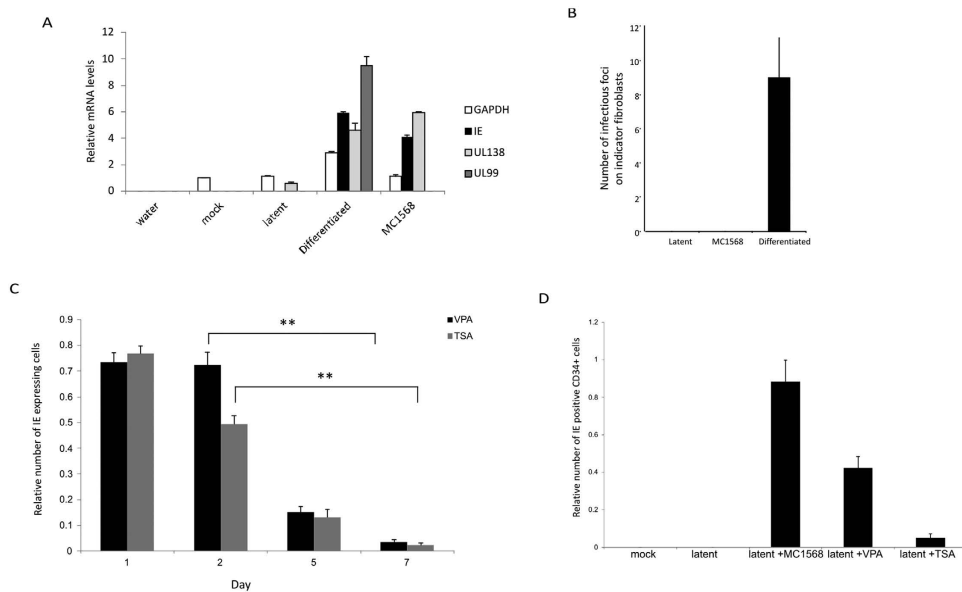 A
Relative mRNA levels
12
10
8
6
4
2
0
water
mock
latent
Differentiated
MC1568
GAPDH
IE
UL138
UL99
B
Number of infectious foci
on indicator fibroblasts
12
10
8
6
4
2
0
Latent
MC1568
Differentiated
C
Relative number of IE expressing cells
0.9
0.8
0.7
0.6
0.5
0.4
0.3
0.2
0.1
0
**
**
VPA
TSA
1
2
5
7
Day
D
Relative number of IE positive CD34+ cells
1.2
1
0.8
0.6
0.4
0.2
0
mock
latent
latent +MC1568
latent +VPA
latent +TSA